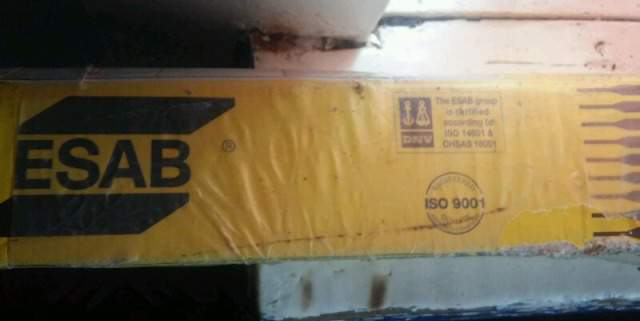 ESAB
®
The ESAB group
is certified
according to
ISO 14001 &
OHSAS 18001
DNV
ISO 9001